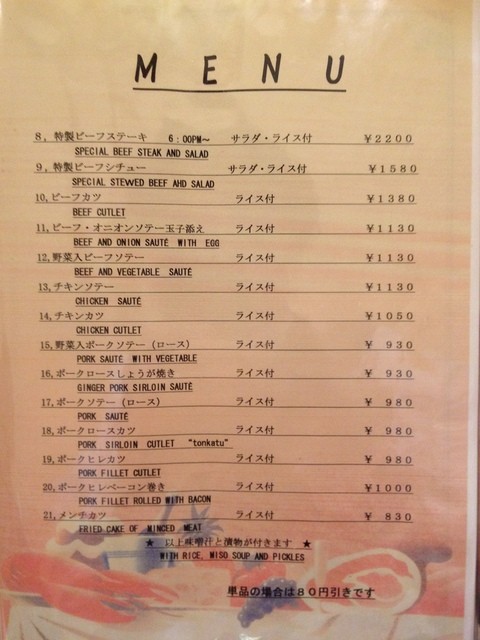 MENU
8, 特製ビーフステーキ 6:00PM～ サラダ・ライス付 ￥2200
SPECIAL BEEF STEAK AND SALAD
9, 特製ビーフシチュー サラダ・ライス付 ￥1580
SPECIAL STEWED BEEF AHD SALAD
10, ビーフカツ ライス付 ￥1380
BEEF CUTLET
11, ビーフ・オニオンソテー玉子添え ライス付 ￥1130
BEEF AND ONION SAUTÉ WITH EGG
12, 野菜入ビーフソテー ライス付 ￥1130
BEEF AND VEGETABLE SAUTÉ
13, チキンソテー ライス付 ￥1130
CHICKEN SAUTÉ
14, チキンカツ ライス付 ￥1050
CHICKEN CUTLET
15, 野菜入ポークソテー（ロース） ライス付 ￥ 930
PORK SAUTÉ WITH VEGETABLE
16, ポークロースしょうが焼き ライス付 ￥ 930
GINGER PORK SIRLOIN SAUTÉ
17, ポークソテー（ロース） ライス付 ￥ 980
PORK SAUTÉ
18, ポークロースカツ ライス付 ￥ 980
PORK SIRLOIN CUTLET "tonkatu"
19, ポークヒレカツ ライス付 ￥ 980
PORK FILLET CUTLET
20, ポークヒレベーコン巻き ライス付 ￥1000
PORK FILLET ROLLED WITH BACON
21, メンチカツ ライス付 ￥ 830
FRIED CAKE OF MINCED MEAT
★ 以上味噌汁と漬物が付きます ★
WITH RICE, MISO SOUP AND PICKLES
単品の場合は８０円引きです